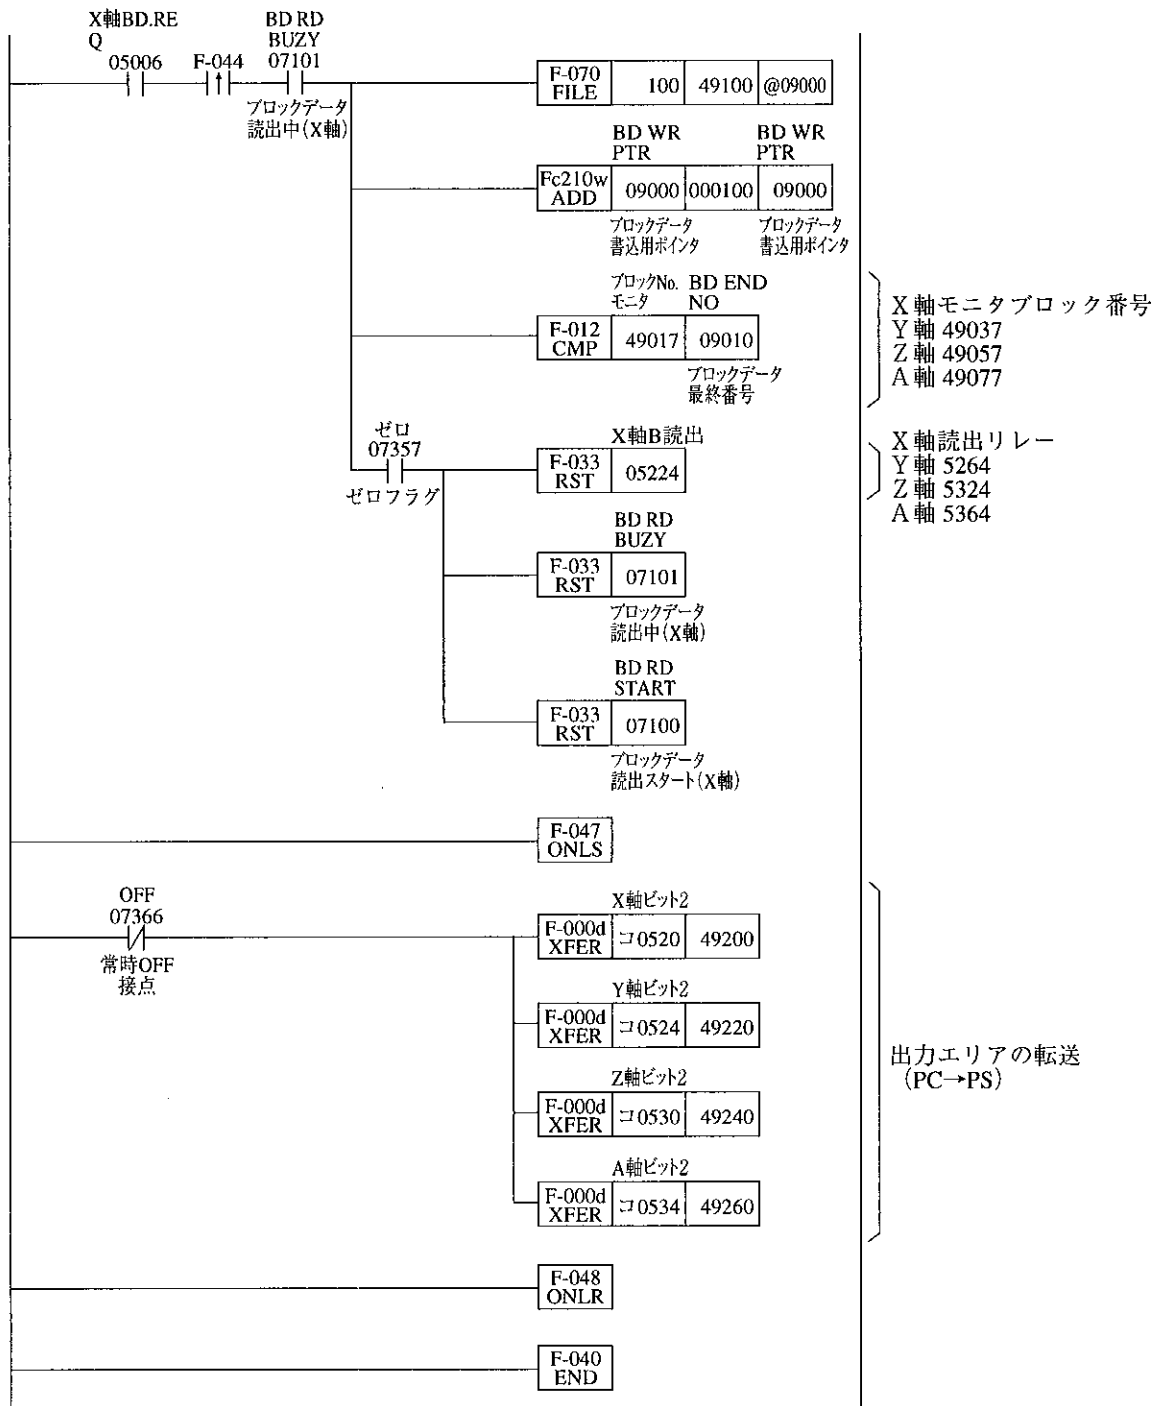 X軸BD.RE
Q
05006
F-044
BD RD
BUZY
07101
ブロックデータ
読出中(X軸)
F-070
FILE
100
49100
@09000
BD WR
PTR
BD WR
PTR
Fc210w
ADD
09000
000100
09000
ブロックデータ
書込用ポインタ
ブロックデータ
書込用ポインタ
ブロックNo.
モニタ
BD END
NO
F-012
CMP
49017
09010
ブロックデータ
最終番号
X軸モニタブロック番号
Y軸 49037
Z軸 49057
A軸 49077
ゼロ
07357
ゼロフラグ
X軸B読出
F-033
RST
05224
X軸読出リレー
Y軸 5264
Z軸 5324
A軸 5364
BD RD
BUZY
F-033
RST
07101
ブロックデータ
読出中(X軸)
BD RD
START
F-033
RST
07100
ブロックデータ
読出スタート(X軸)
F-047
ONLS
OFF
07366
常時OFF
接点
X軸ビット2
F-000d
XFER
コ0520
49200
Y軸ビット2
F-000d
XFER
コ0524
49220
Z軸ビット2
F-000d
XFER
コ0530
49240
A軸ビット2
F-000d
XFER
コ0534
49260
出力エリアの転送
(PC→PS)
F-048
ONLR
F-040
END